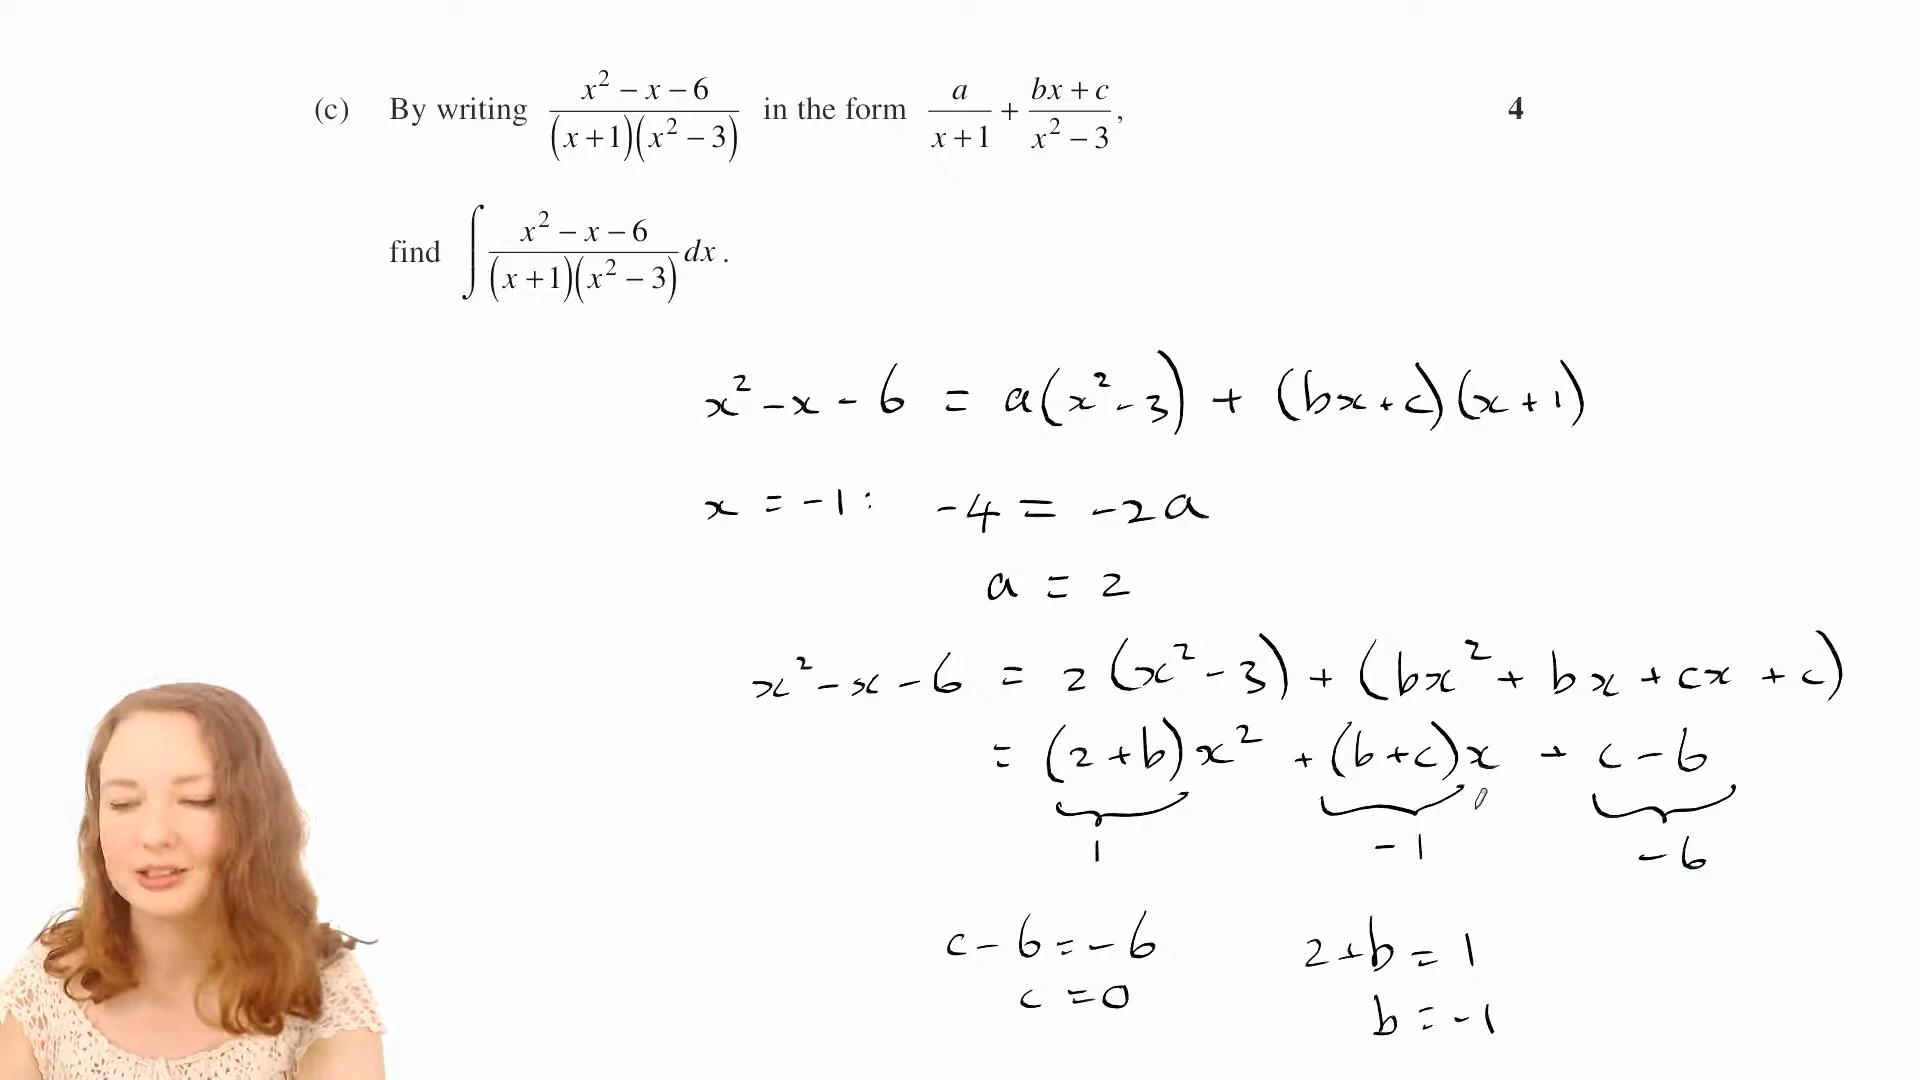 (c) By writing (x² − x − 6)/((x+1)(x² − 3)) in the form a/(x+1) + (bx+c)/(x² − 3), 4
find ∫ (x² − x − 6)/((x+1)(x² − 3)) dx.
x² − x − 6 = a(x² − 3) + (bx + c)(x + 1)
x = −1: −4 = −2a
a = 2
x² − x − 6 = 2(x² − 3) + (bx² + bx + cx + c)
= (2+b)x² + (b+c)x + c − 6
1 −1 −6
c − 6 = −6 2+b = 1
c = 0 b = −1